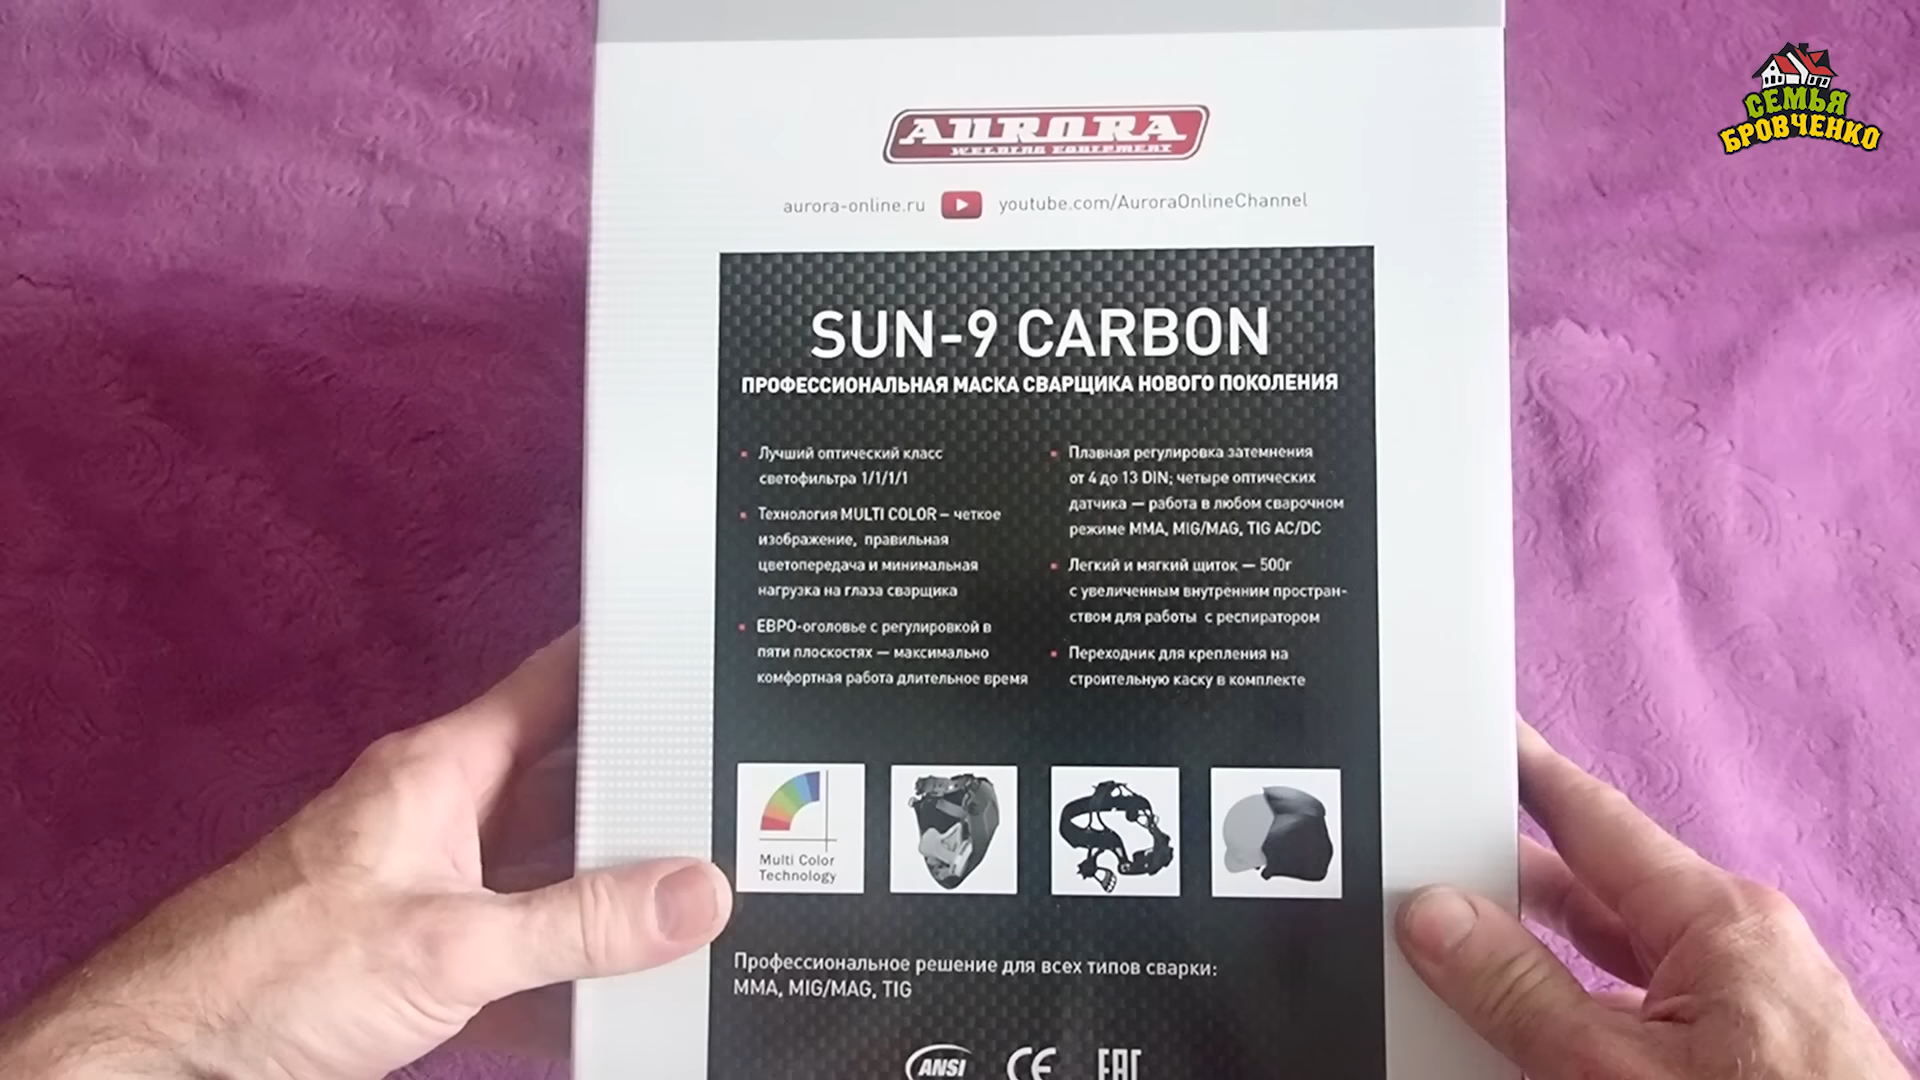 AURORA
WELDING EQUIPMENT
aurora-online.ru
youtube.com/AuroraOnlineChannel
SUN-9 CARBON
ПРОФЕССИОНАЛЬНАЯ МАСКА СВАРЩИКА НОВОГО ПОКОЛЕНИЯ
Лучший оптический класс
светофильтра 1/1/1/1
Технология MULTI COLOR – четкое
изображение, правильная
цветопередача и минимальная
нагрузка на глаза сварщика
ЕВРО-оголовье с регулировкой в
пяти плоскостях — максимально
комфортная работа длительное время
Плавная регулировка затемнения
от 4 до 13 DIN; четыре оптических
датчика — работа в любом сварочном
режиме MMA, MIG/MAG, TIG AC/DC
Легкий и мягкий щиток — 500г
с увеличенным внутренним простран-
ством для работы с респиратором
Переходник для крепления на
строительную каску в комплекте
Multi Color
Technology
Профессиональное решение для всех типов сварки:
MMA, MIG/MAG, TIG
ANSI
CE
EAC
СЕМЬЯ
БРОВЧЕНКО